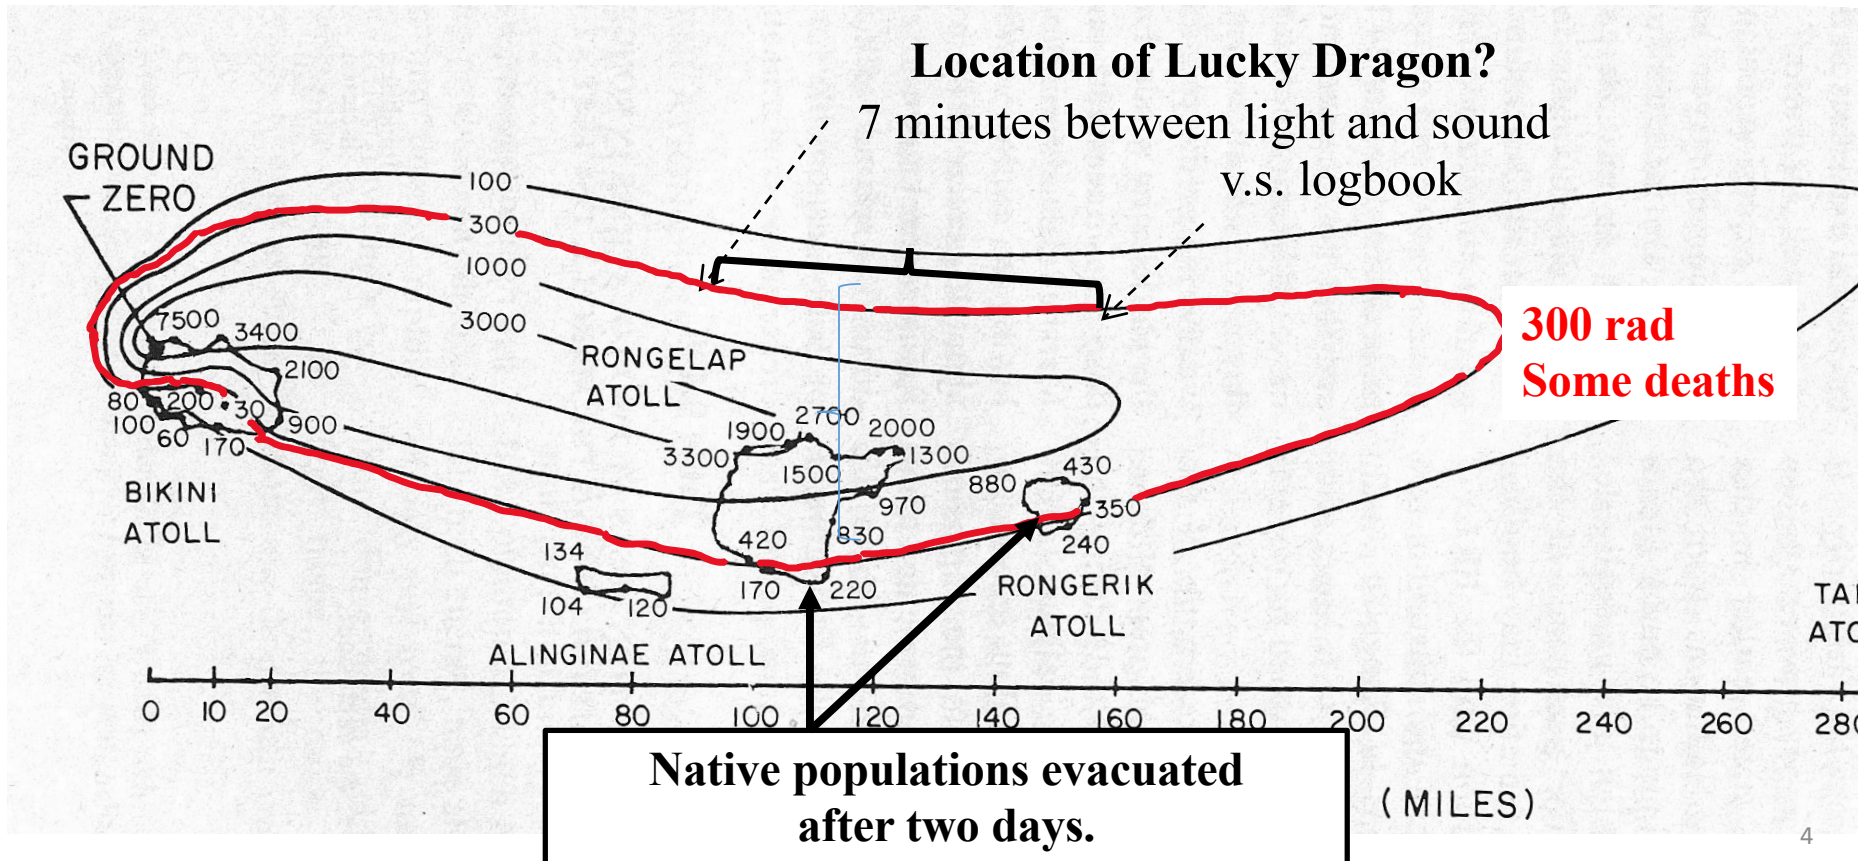 Location of Lucky Dragon?
7 minutes between light and sound
v.s. logbook
GROUND
ZERO
100
300
1000
3000
7500
3400
2100
80
200
30
900
100
60
170
BIKINI
ATOLL
RONGELAP
ATOLL
2700
1900
2000
3300
1500
1300
970
830
420
170
220
134
104
120
ALINGINAE ATOLL
430
880
350
240
RONGERIK
ATOLL
300 rad
Some deaths
TA
ATO
0 10 20 40 60 80 100 120 140 160 180 200 220 240 260 280
(MILES)
Native populations evacuated
after two days.
4